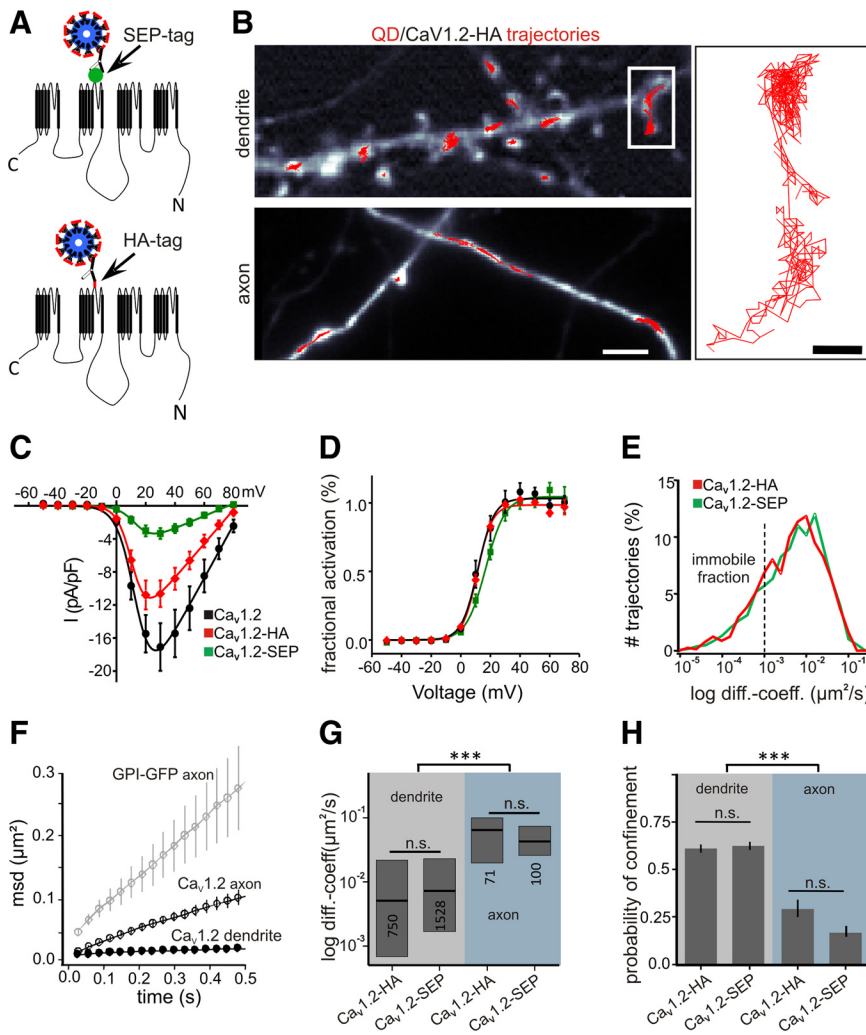 A
SEP-tag
C
N
HA-tag
C
N
B
QD/CaV1.2-HA trajectories
dendrite
axon
C
-60 -40 -20 0 20 40 60 80 mV
I (pA/pF)
-4
-8
-12
-16
-20
Caᵥ1.2
Caᵥ1.2-HA
Caᵥ1.2-SEP
D
fractional activation (%)
1.0
0.5
0.0
-40 -20 0 20 40 60 80
Voltage (mV)
E
Caᵥ1.2-HA
Caᵥ1.2-SEP
# trajectories (%)
15
10
5
0
immobile
fraction
10⁻⁵ 10⁻⁴ 10⁻³ 10⁻² 10⁻¹
log diff.-coeff. (µm²/s)
F
msd (µm²)
0.3
0.2
0.1
0.0
GPI-GFP axon
Caᵥ1.2 axon
Caᵥ1.2 dendrite
0.0 0.1 0.2 0.3 0.4 0.5
time (s)
G
***
log diff.-coeff(µm²/s)
10⁻¹
10⁻²
10⁻³
dendrite
n.s.
n.s.
750
1528
71
100
axon
Caᵥ1.2-HA
Caᵥ1.2-SEP
Caᵥ1.2-HA
Caᵥ1.2-SEP
H
***
probability of confinement
0.75
0.5
0.25
0.0
dendrite
axon
n.s.
n.s.
Caᵥ1.2-HA
Caᵥ1.2-SEP
Caᵥ1.2-HA
Caᵥ1.2-SEP